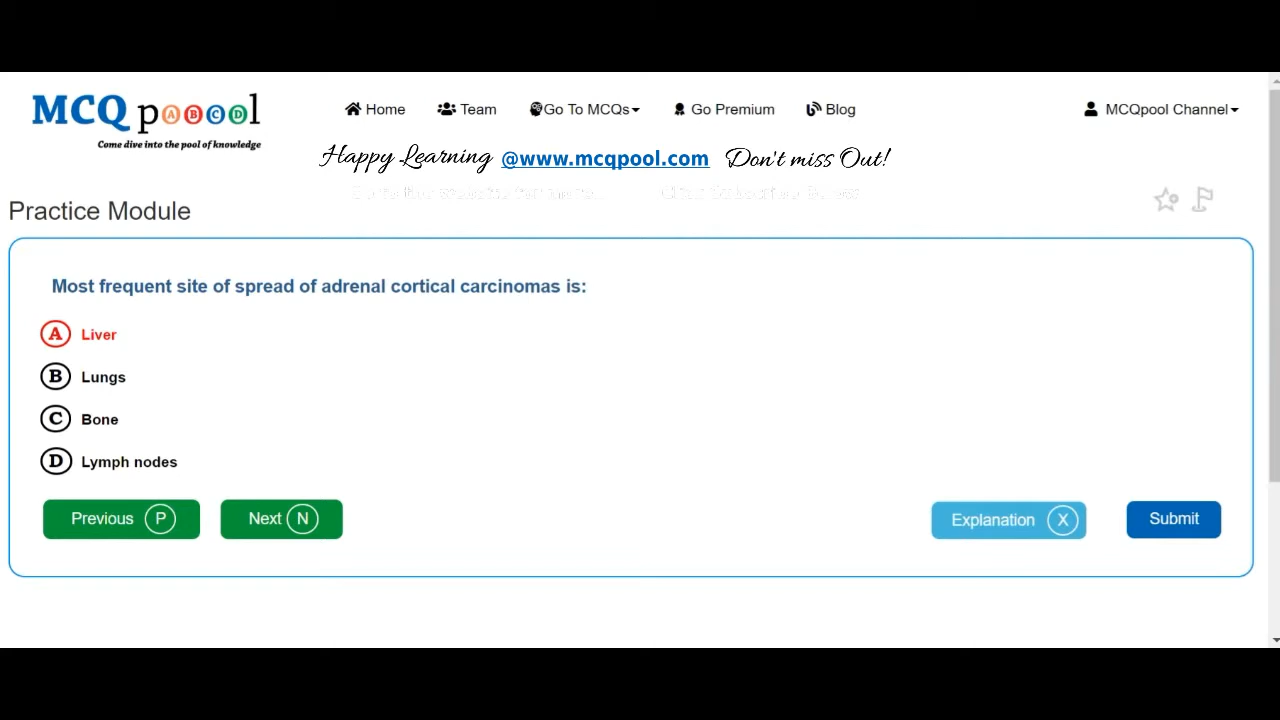 MCQ pooool
Come dive into the pool of knowledge
Home Team Go To MCQs Go Premium Blog MCQpool Channel
Happy Learning @www.mcqpool.com Don't miss Out!
Practice Module
Most frequent site of spread of adrenal cortical carcinomas is:
A Liver
B Lungs
C Bone
D Lymph nodes
Previous P Next N Explanation X Submit